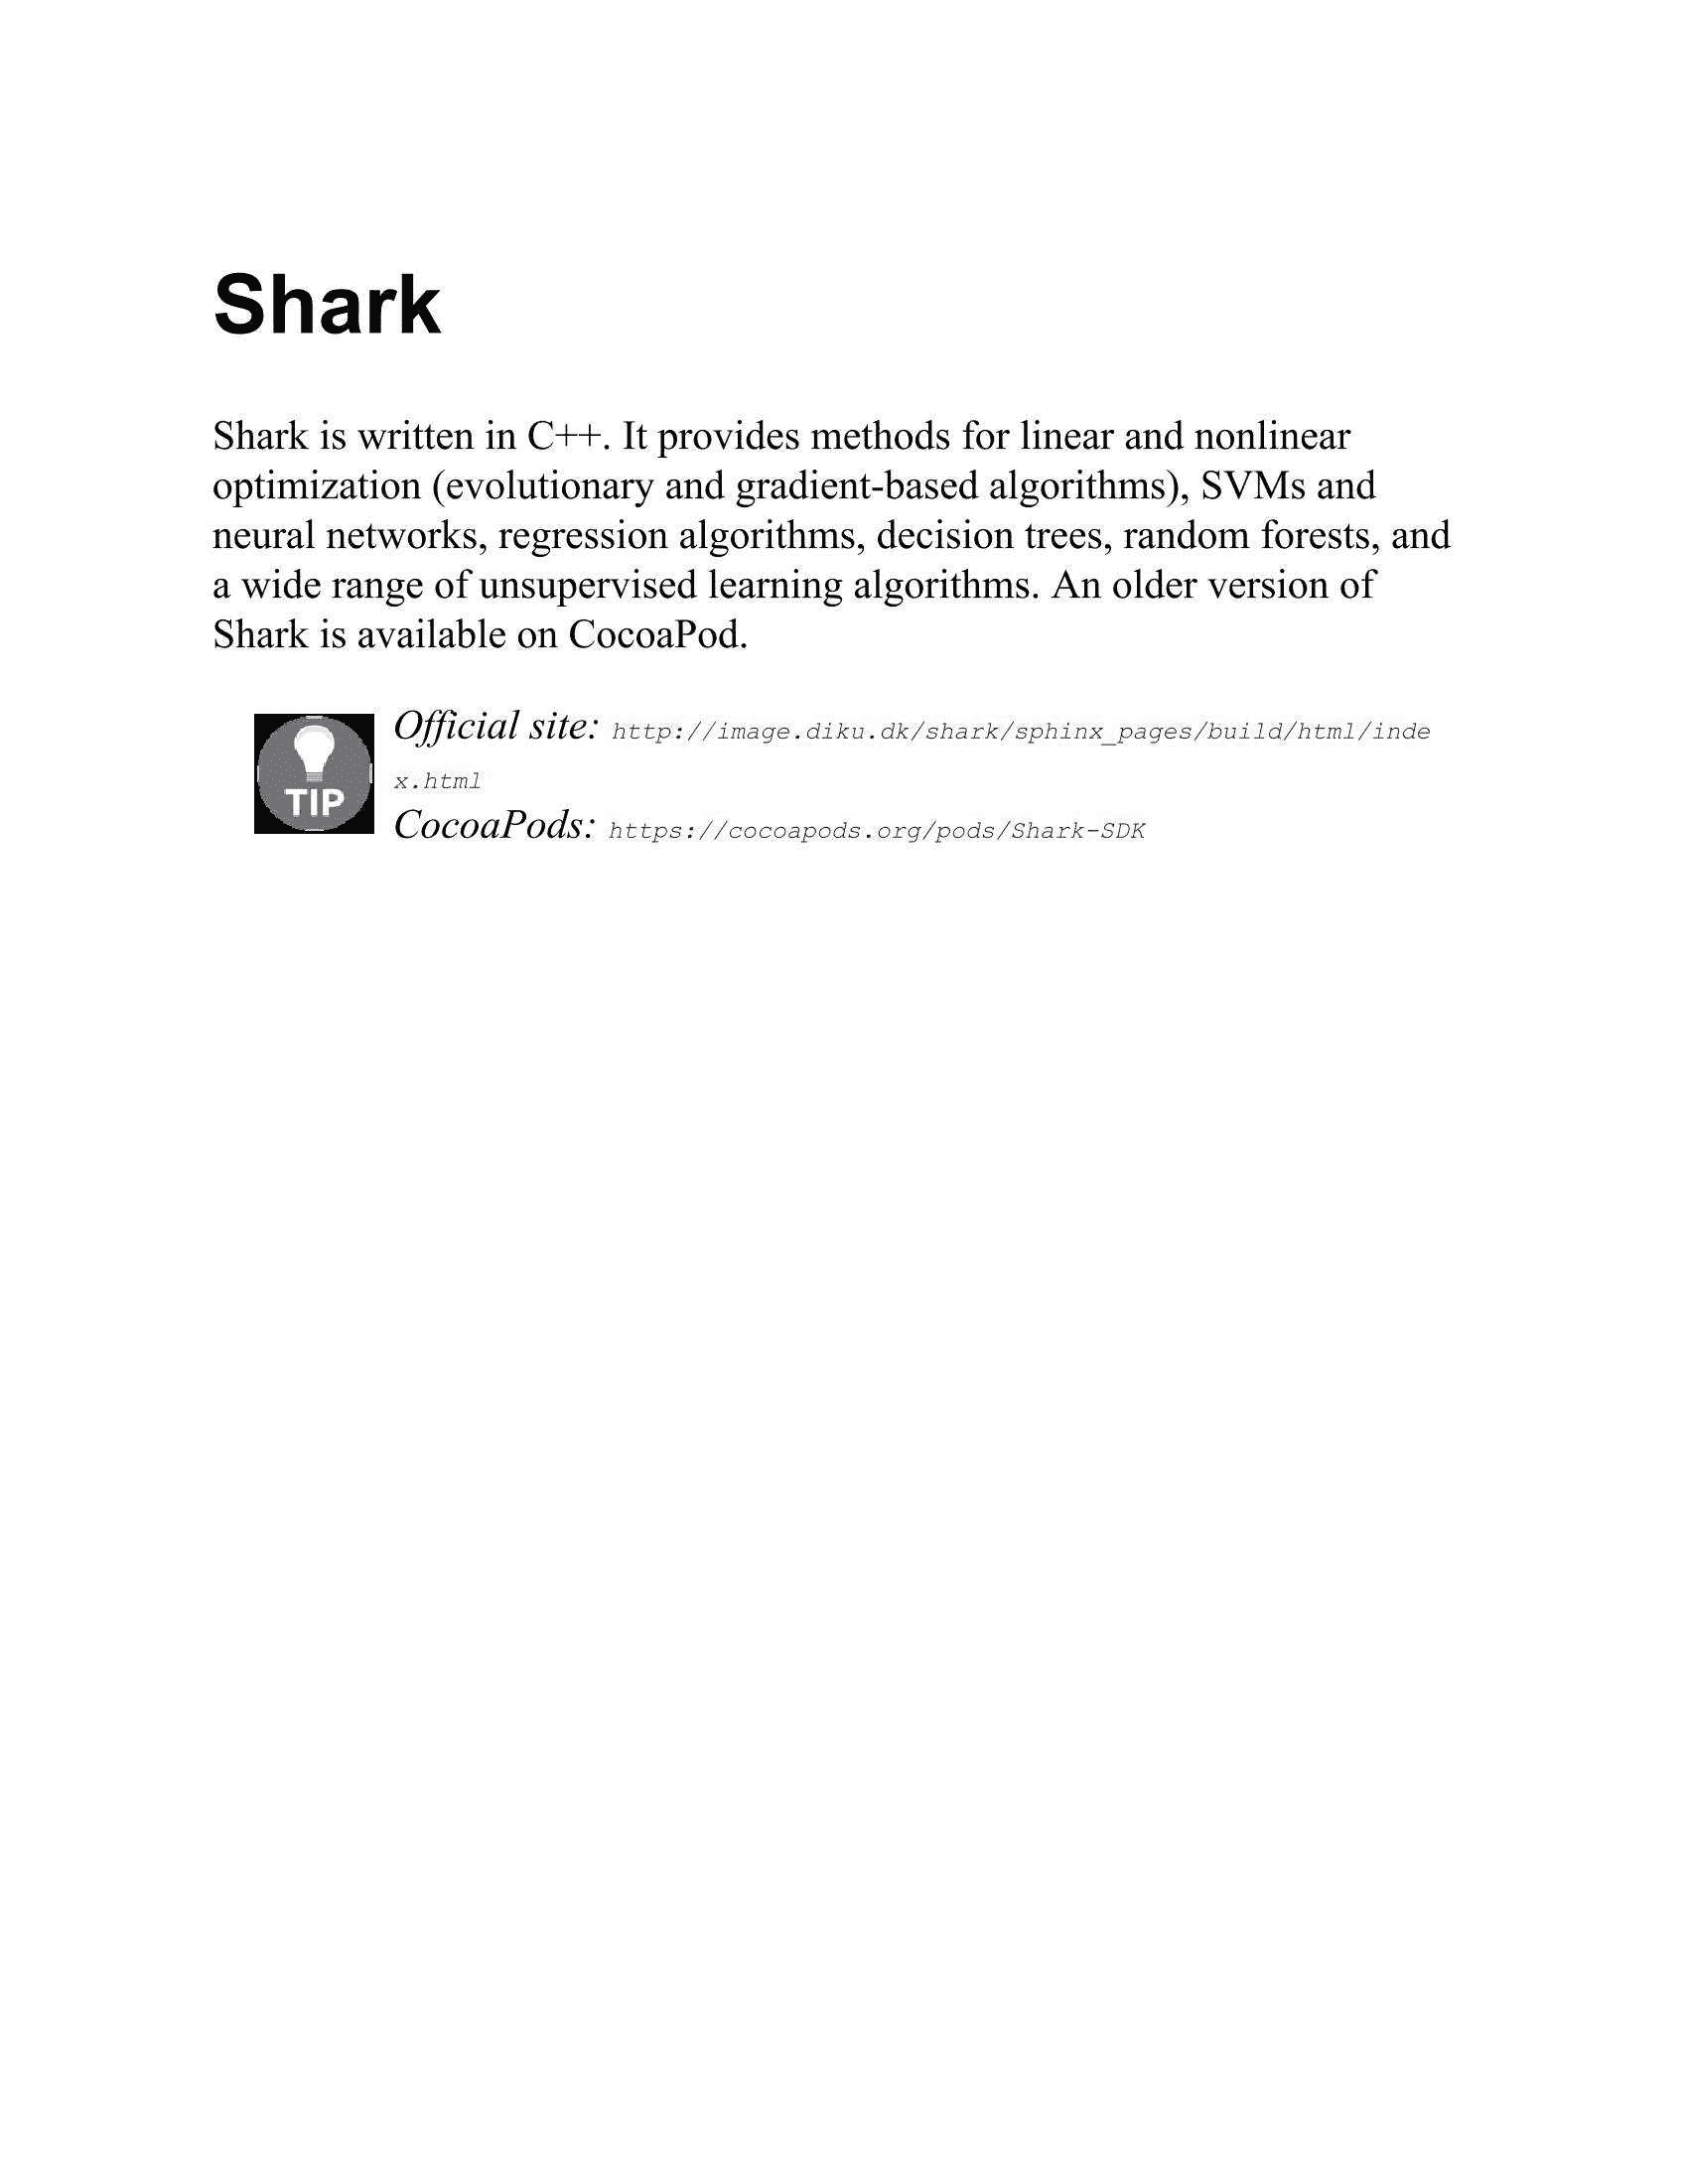 Shark
Shark is written in C++. It provides methods for linear and nonlinear
optimization (evolutionary and gradient-based algorithms), SVMs and
neural networks, regression algorithms, decision trees, random forests, and
a wide range of unsupervised learning algorithms. An older version of
Shark is available on CocoaPod.
TIP
Official site: http://image.diku.dk/shark/sphinx_pages/build/html/inde
x.html
CocoaPods: https://cocoapods.org/pods/Shark-SDK